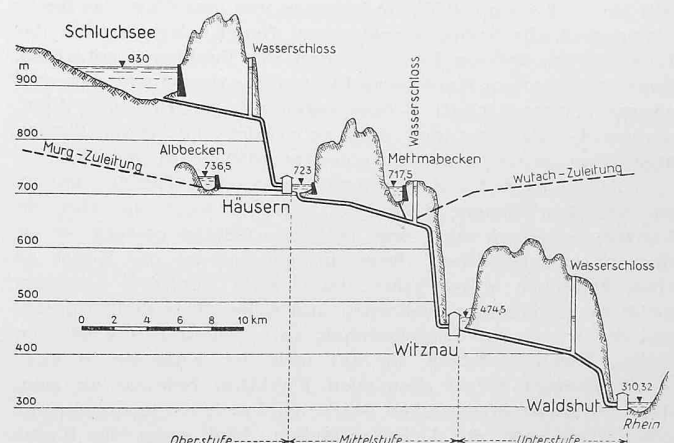 Schluchsee
930
Wasserschloss
Wasserschloss
m
900
800
Albbecken
Murg-Zuleitung
736,5
723
Mettmabecken
717,5
Wutach-Zuleitung
700
Häusern
600
Wasserschloss
500
474,5
0 2 4 6 8 10 km
Witznau
400
310,32
Waldshut
300
Rhein
Oberstufe
Mittelstufe
Unterstufe